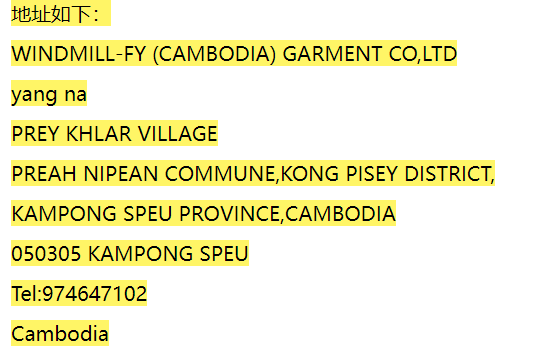 地址如下：
WINDMILL-FY (CAMBODIA) GARMENT CO,LTD
yang na
PREY KHLAR VILLAGE
PREAH NIPEAN COMMUNE,KONG PISEY DISTRICT,
KAMPONG SPEU PROVINCE,CAMBODIA
050305 KAMPONG SPEU
Tel:974647102
Cambodia